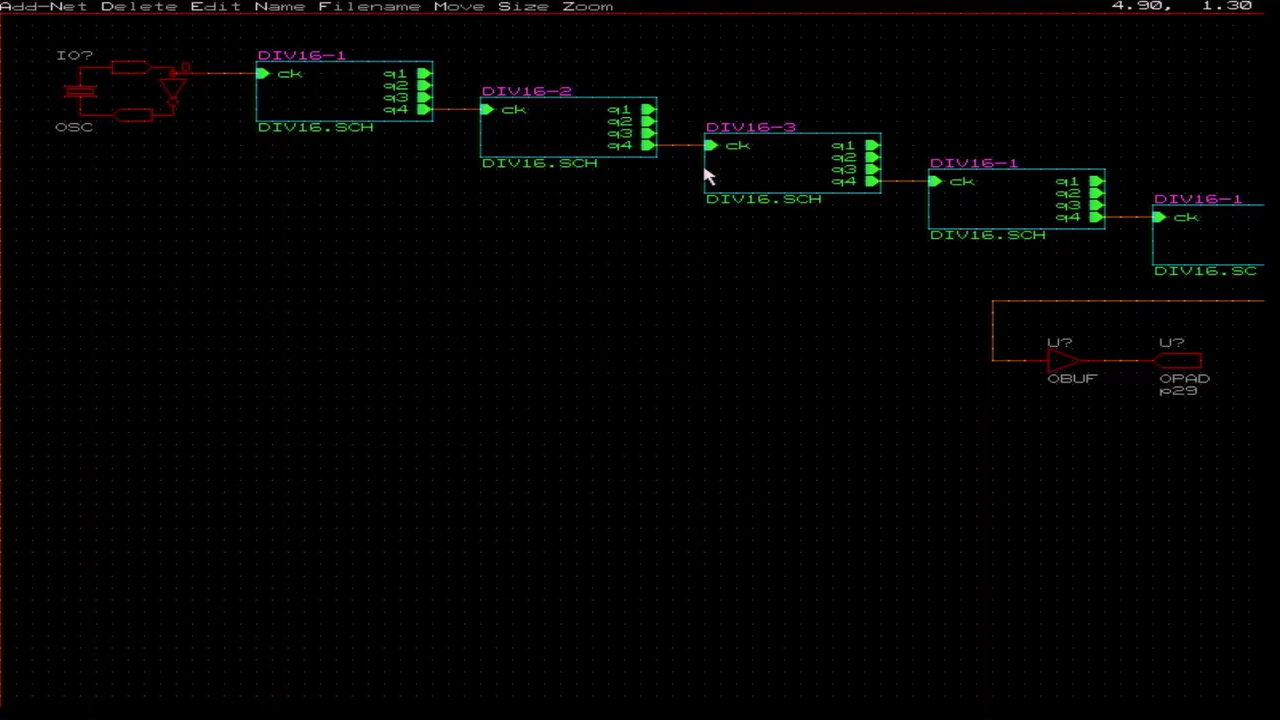 Add-Net Delete Edit Name Filename Move Size Zoom 4.90, 1.30
IO?
OSC
DIV16-1
ck q1
q2
q3
q4
DIV16.SCH
DIV16-2
ck q1
q2
q3
q4
DIV16.SCH
DIV16-3
ck q1
q2
q3
q4
DIV16.SCH
DIV16-1
ck q1
q2
q3
q4
DIV16.SCH
DIV16-1
ck
DIV16.SC
U?
OBUF
U?
OPAD
p29